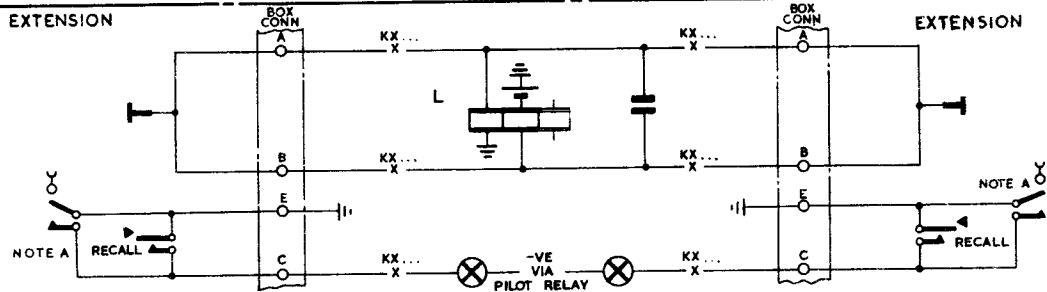 EXTENSION
BOX
CONN
BOX
CONN
EXTENSION
A
KX...
X
KX...
X
A
L
B
KX...
X
KX...
X
B
E
E
NOTE A
NOTE A
RECALL
RECALL
C
KX...
X
-VE
VIA
PILOT RELAY
KX...
X
C